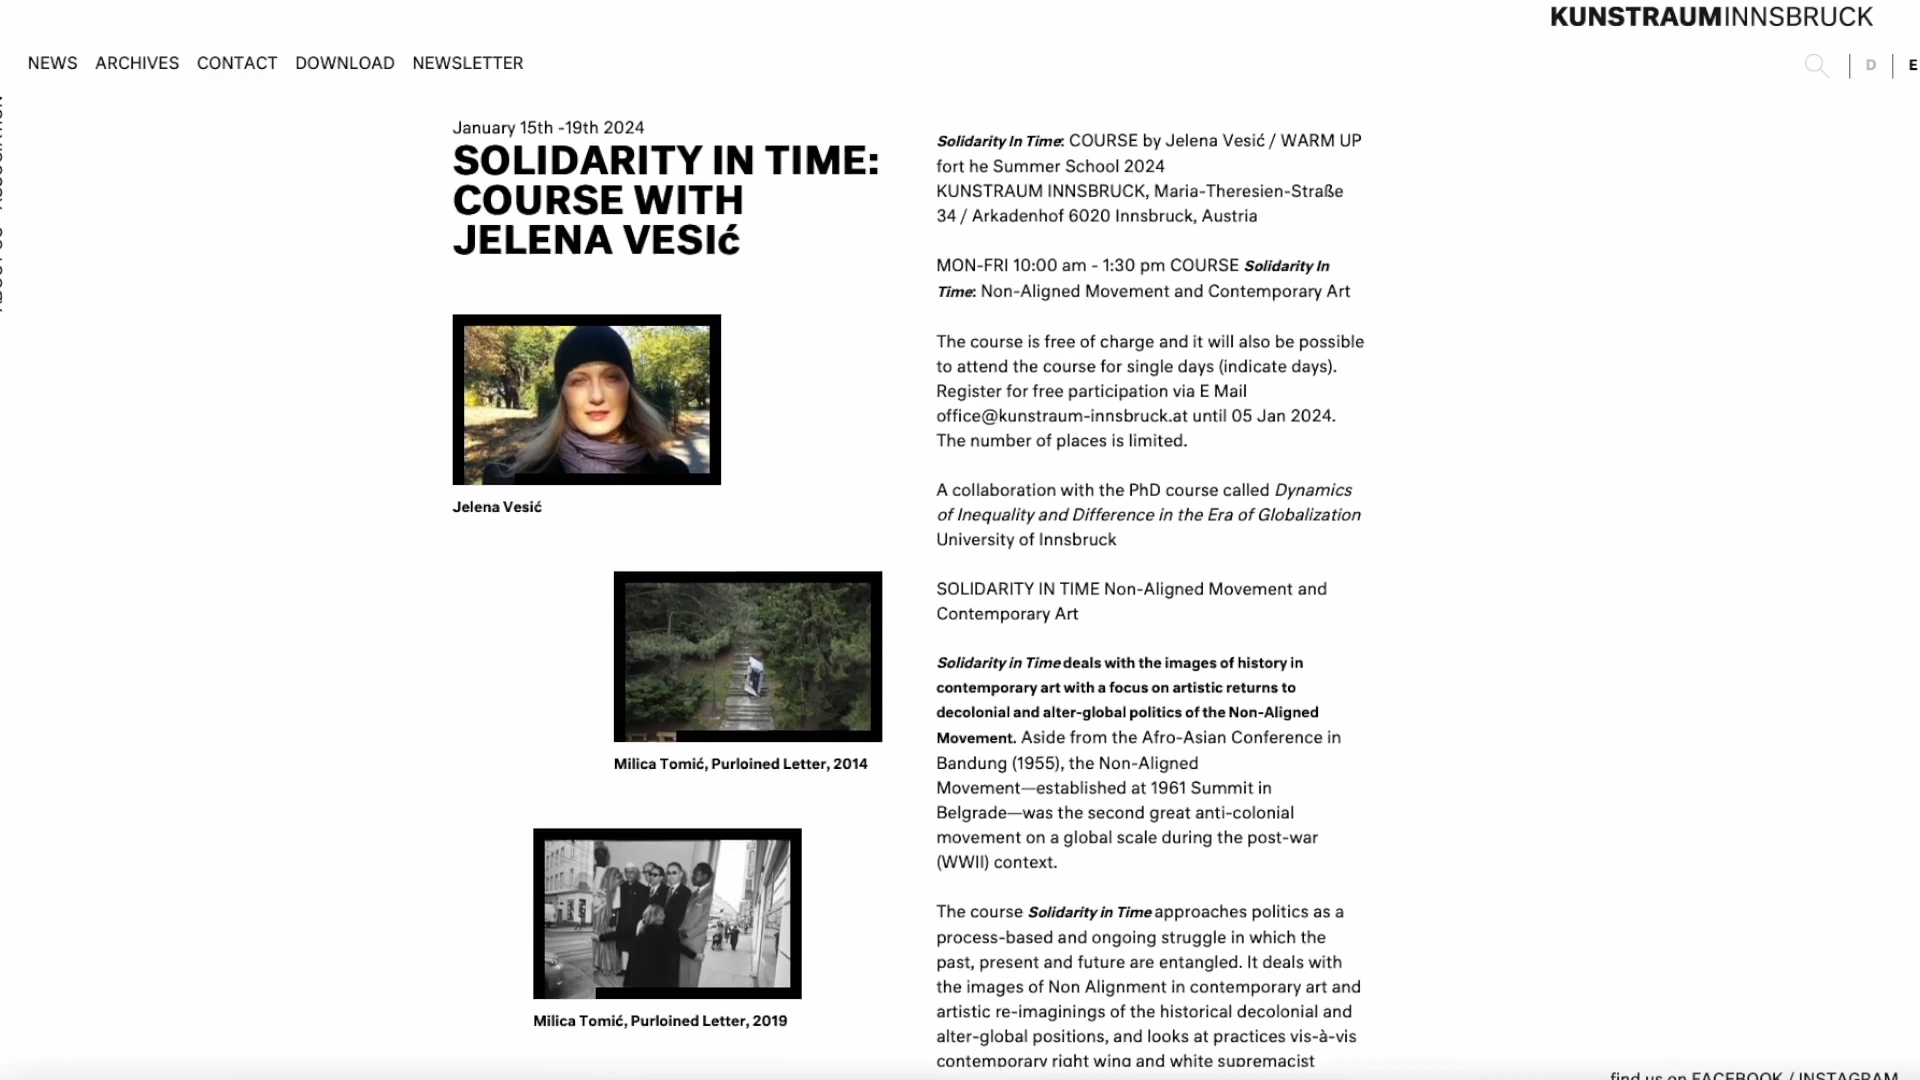 KUNSTRAUMINNSBRUCK
NEWS ARCHIVES CONTACT DOWNLOAD NEWSLETTER
D
E
January 15th -19th 2024
SOLIDARITY IN TIME:
COURSE WITH
JELENA VESIć
Jelena Vesić
Milica Tomić, Purloined Letter, 2014
Milica Tomić, Purloined Letter, 2019
Solidarity In Time: COURSE by Jelena Vesić / WARM UP
fort he Summer School 2024
KUNSTRAUM INNSBRUCK, Maria-Theresien-Straße
34 / Arkadenhof 6020 Innsbruck, Austria
MON-FRI 10:00 am - 1:30 pm COURSE Solidarity In
Time: Non-Aligned Movement and Contemporary Art
The course is free of charge and it will also be possible
to attend the course for single days (indicate days).
Register for free participation via E Mail
office@kunstraum-innsbruck.at until 05 Jan 2024.
The number of places is limited.
A collaboration with the PhD course called Dynamics
of Inequality and Difference in the Era of Globalization
University of Innsbruck
SOLIDARITY IN TIME Non-Aligned Movement and
Contemporary Art
Solidarity in Time deals with the images of history in
contemporary art with a focus on artistic returns to
decolonial and alter-global politics of the Non-Aligned
Movement. Aside from the Afro-Asian Conference in
Bandung (1955), the Non-Aligned
Movement—established at 1961 Summit in
Belgrade—was the second great anti-colonial
movement on a global scale during the post-war
(WWII) context.
The course Solidarity in Time approaches politics as a
process-based and ongoing struggle in which the
past, present and future are entangled. It deals with
the images of Non Alignment in contemporary art and
artistic re-imaginings of the historical decolonial and
alter-global positions, and looks at practices vis-à-vis
contemporary right wing and white supremacist
find us on FACEBOOK / INSTAGRAM